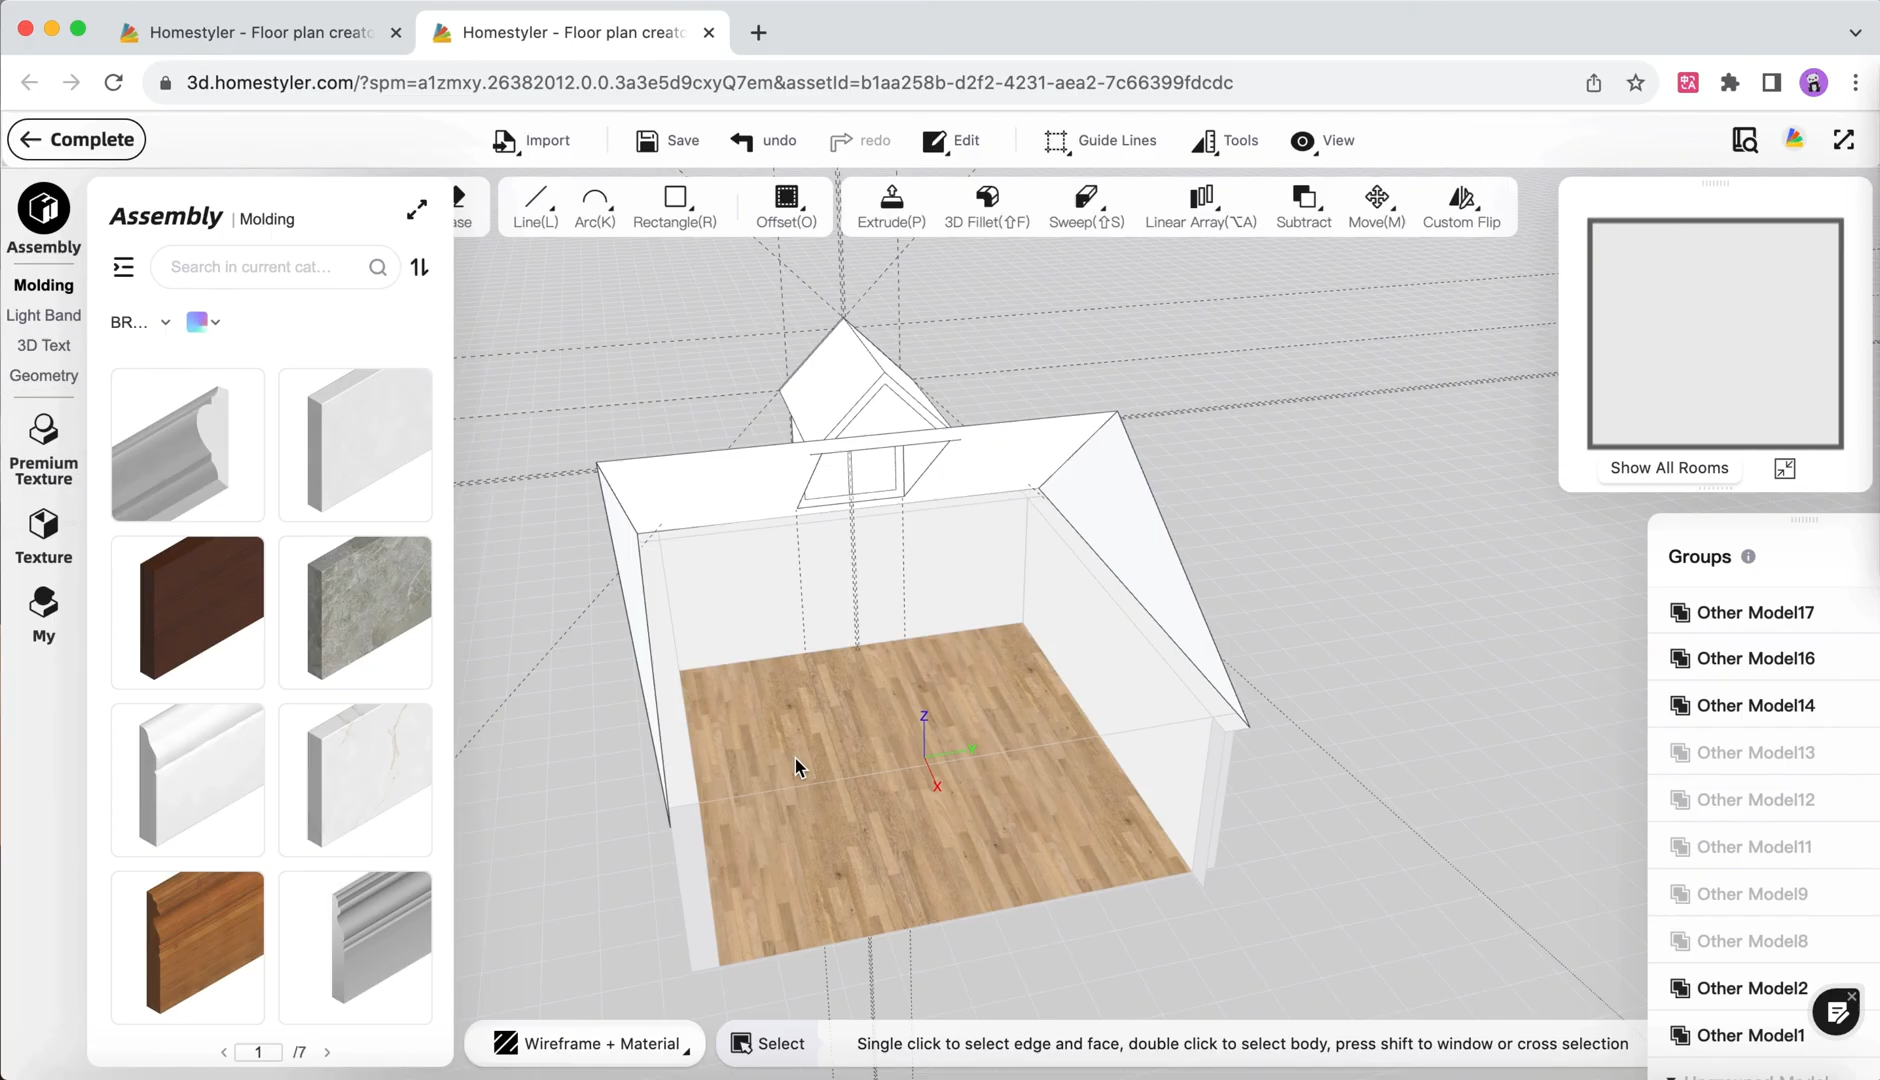 Homestyler - Floor plan creato
Homestyler - Floor plan creato
3d.homestyler.com/?spm=a1zmxy.26382012.0.0.3a3e5d9cxyQ7em&assetId=b1aa258b-d2f2-4231-aea2-7c66399fdcdc
Complete
Import
Save
undo
redo
Edit
Guide Lines
Tools
View
ase
Line(L)
Arc(K)
Rectangle(R)
Offset(O)
Extrude(P)
3D Fillet(⇧F)
Sweep(⇧S)
Linear Array(⌥A)
Subtract
Move(M)
Custom Flip
Assembly
Molding
Light Band
3D Text
Geometry
Premium
Texture
Texture
My
Assembly | Molding
Search in current cat...
BR...
1 /7
Z
Y
X
Show All Rooms
Groups
Other Model17
Other Model16
Other Model14
Other Model13
Other Model12
Other Model11
Other Model9
Other Model8
Other Model2
Other Model1
Wireframe + Material
Select
Single click to select edge and face, double click to select body, press shift to window or cross selection